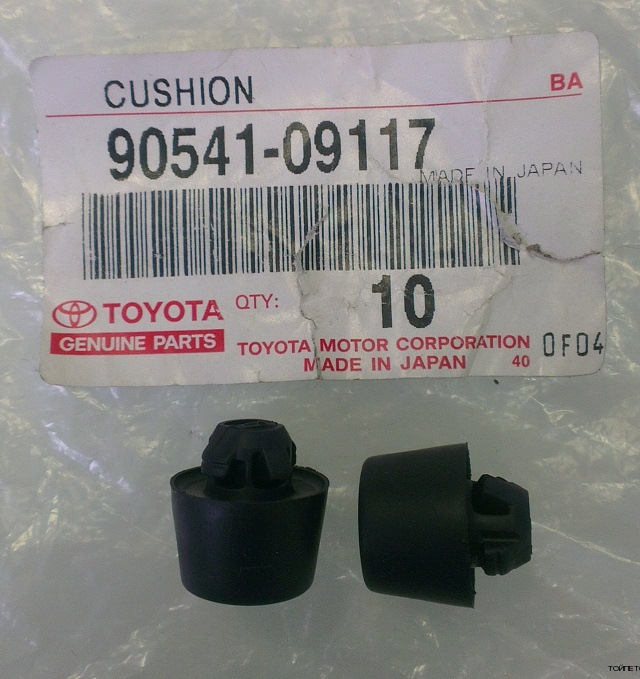 CUSHION
BA
90541-09117
MADE IN JAPAN
TOYOTA
QTY:
10
GENUINE PARTS
TOYOTA MOTOR CORPORATION
0F04
MADE IN JAPAN
40